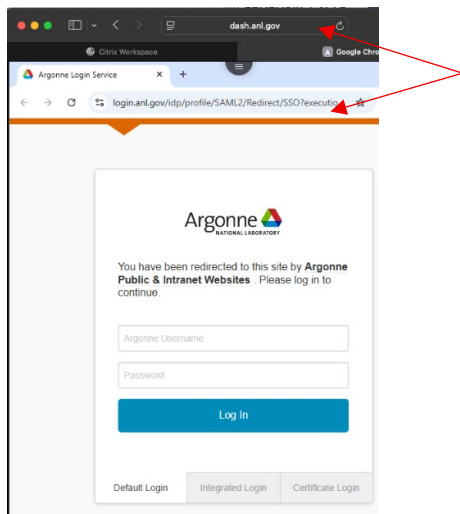 dash.anl.gov
Citrix Workspace
Google Chro
Argonne Login Service
login.anl.gov/idp/profile/SAML2/Redirect/SSO?executio
Argonne
NATIONAL LABORATORY
You have been redirected to this site by Argonne
Public & Intranet Websites . Please log in to
continue.
Argonne Username
Password
Log In
Default Login
Integrated Login
Certificate Login